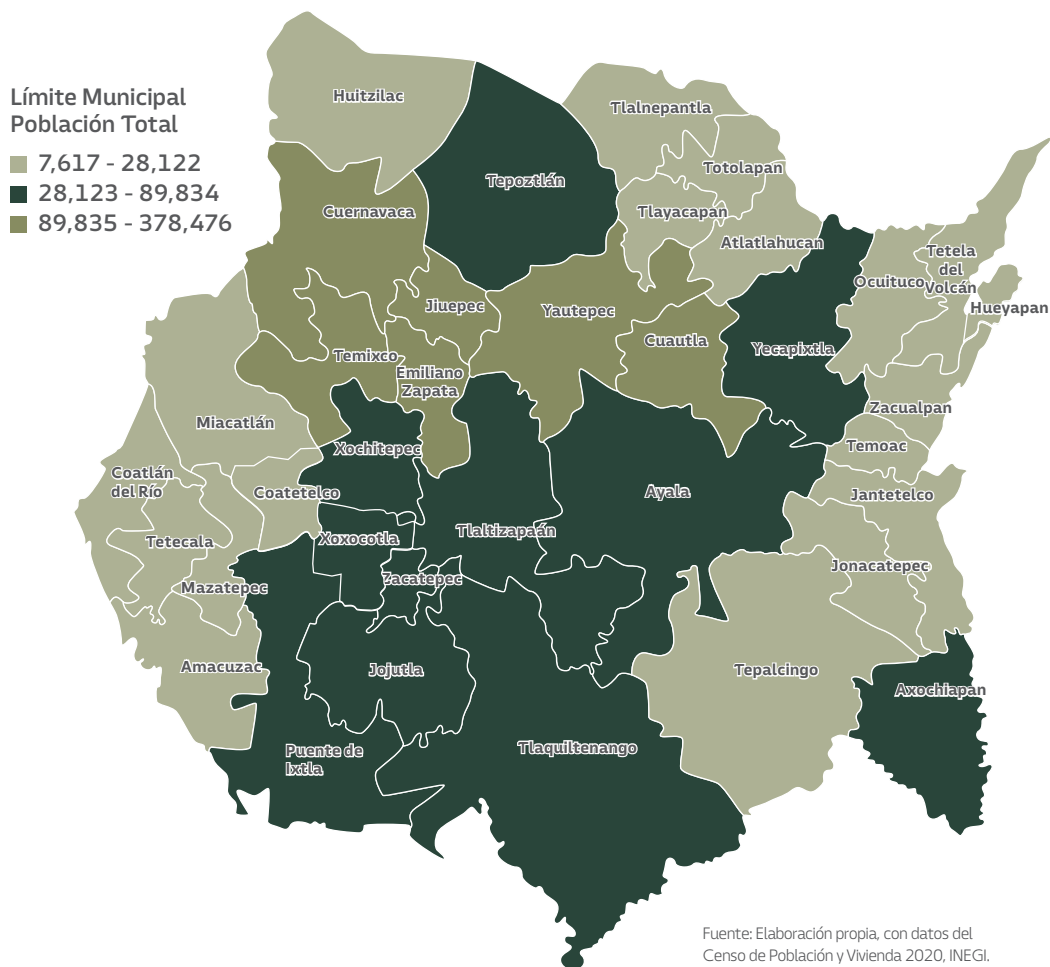 Límite Municipal
Población Total
7,617 - 28,122
28,123 - 89,834
89,835 - 378,476
Huitzilac
Tlalnepantla
Tepoztlán
Totolapan
Cuernavaca
Tlayacapan
Atlatlahucan
Tetela
del
Volcán
Ocuituco
Hueyapan
Jiuepec
Yautepec
Cuautla
Yecapixtla
Temixco
Emiliano
Zapata
Zacualpan
Miacatlán
Xochitepec
Temoac
Coatlán
del Río
Coatetelco
Ayala
Jantetelco
Tetecala
Xoxocotla
Tlaltizapaán
Zacatepec
Jonacatepec
Mazatepec
Amacuzac
Jojutla
Tepalcingo
Axochiapan
Puente de
Ixtla
Tlaquiltenango
Fuente: Elaboración propia, con datos del
Censo de Población y Vivienda 2020, INEGI.